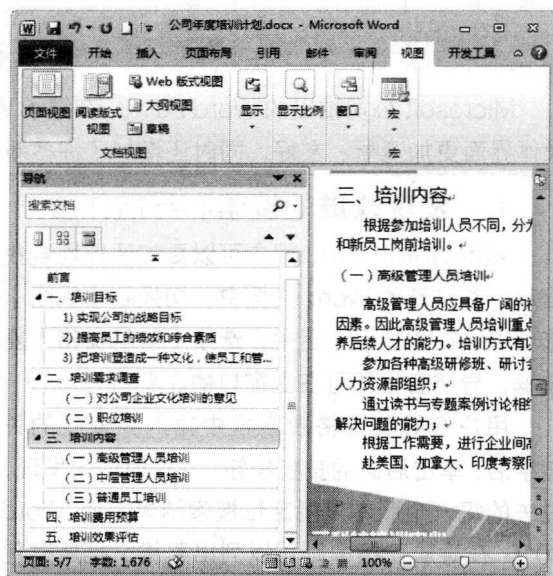 公司年度培训计划.docx - Microsoft Word
文件 开始 插入 页面布局 引用 邮件 审阅 视图 开发工具
页面视图 阅读版式视图 Web 版式视图 大纲视图 草稿 显示 显示比例 窗口 宏
文档视图 宏
导航
搜索文档
前言
一、培训目标
1) 实现公司的战略目标
2) 提高员工的绩效和综合素质
3) 把培训塑造成一种文化，使员工和管...
二、培训需求调查
（一）对公司企业文化培训的意见
（二）职位培训
三、培训内容
（一）高级管理人员培训
（二）中层管理人员培训
（三）普通员工培训
四、培训费用预算
五、培训效果评估
三、培训内容
根据参加培训人员不同，分为
和新员工岗前培训。
（一）高级管理人员培训
高级管理人员应具备广阔的视
因素。因此高级管理人员培训重点
养后续人才的能力。培训方式有以
参加各种高级研修班、研讨会
人力资源部组织；
通过读书与专题案例讨论相结
解决问题的能力；
根据工作需要，进行企业间高
赴美国、加拿大、印度考察同
页面: 5/7 字数: 1,676 100%